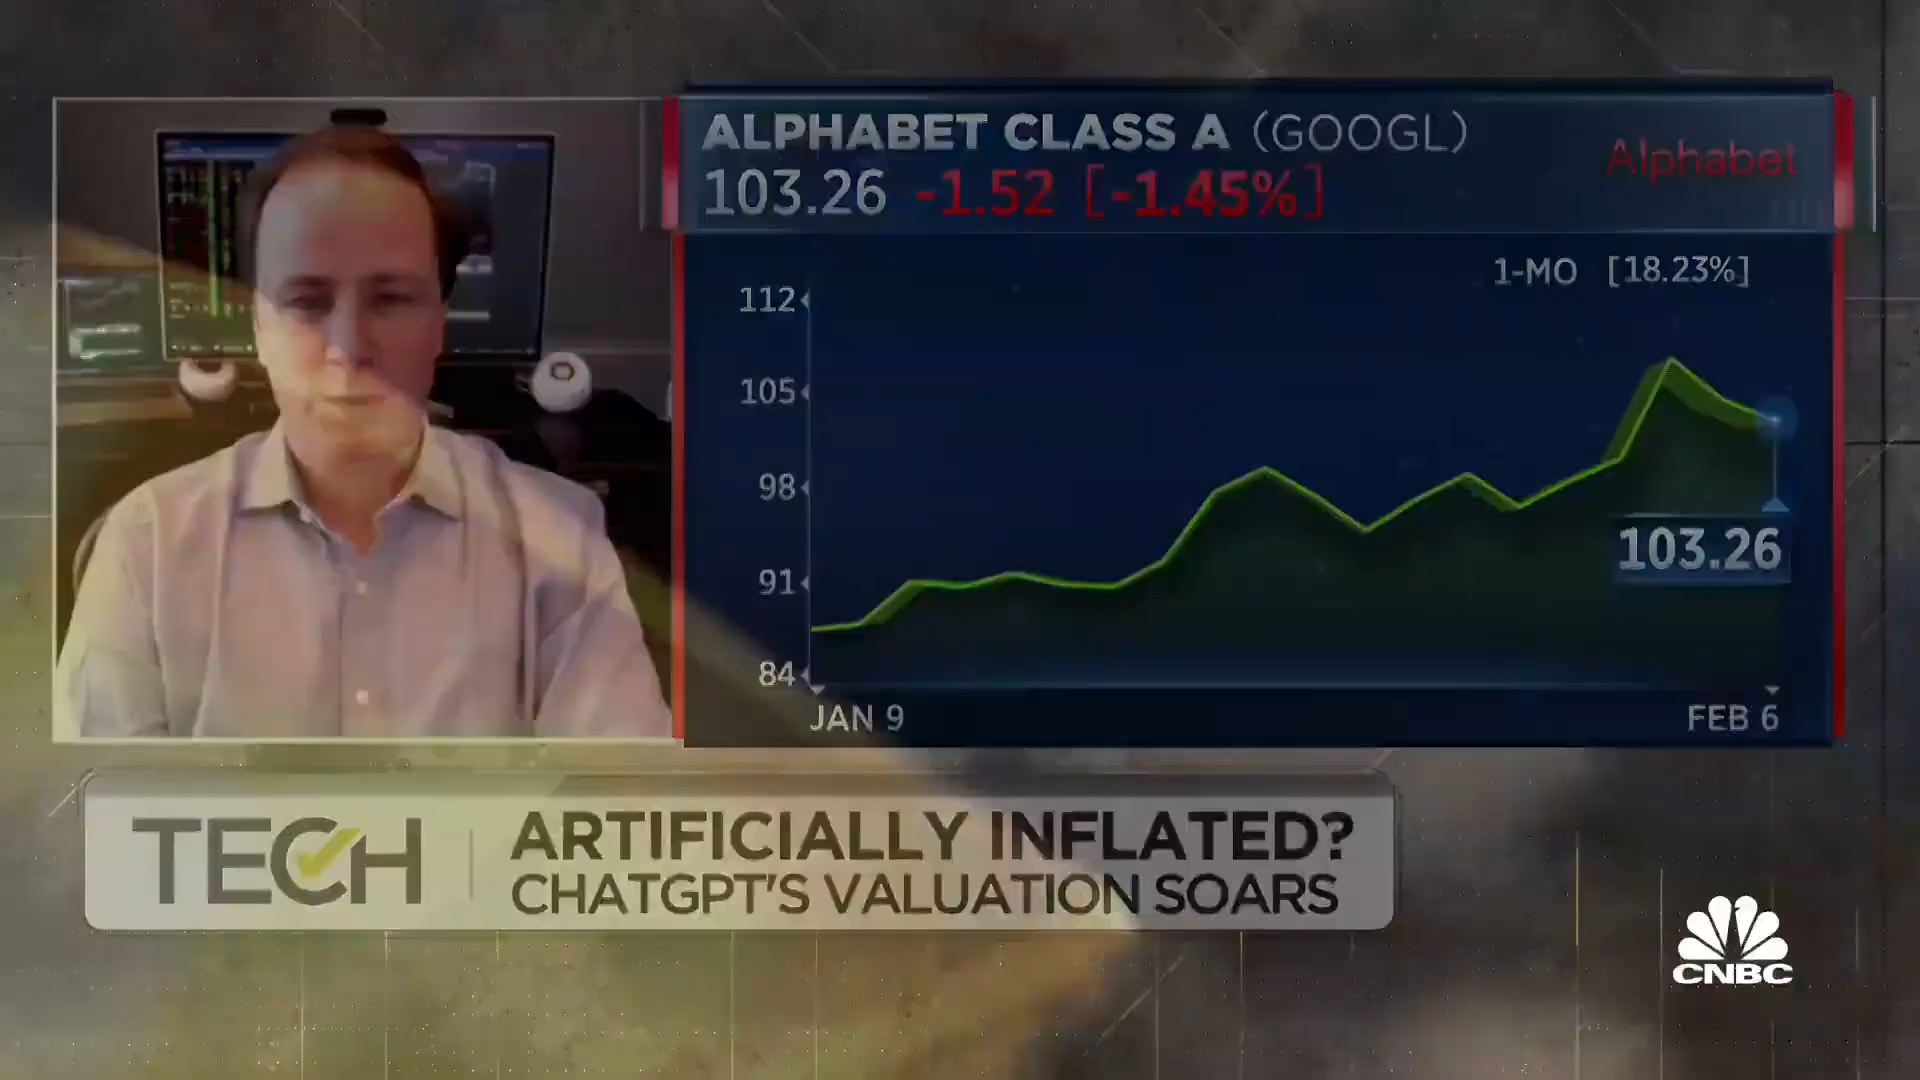 ALPHABET CLASS A (GOOGL)
103.26 -1.52 [-1.45%]
Alphabet
1-MO [18.23%]
112
105
98
91
84
103.26
JAN 9
FEB 6
TECH
ARTIFICIALLY INFLATED?
CHATGPT'S VALUATION SOARS
CNBC